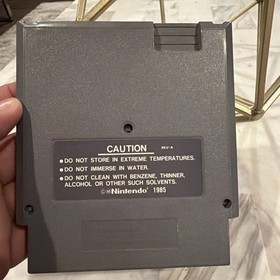 CAUTION REV-A
• DO NOT STORE IN EXTREME TEMPERATURES.
• DO NOT IMMERSE IN WATER.
• DO NOT CLEAN WITH BENZENE, THINNER,
ALCOHOL OR OTHER SUCH SOLVENTS.
©Nintendo® 1985